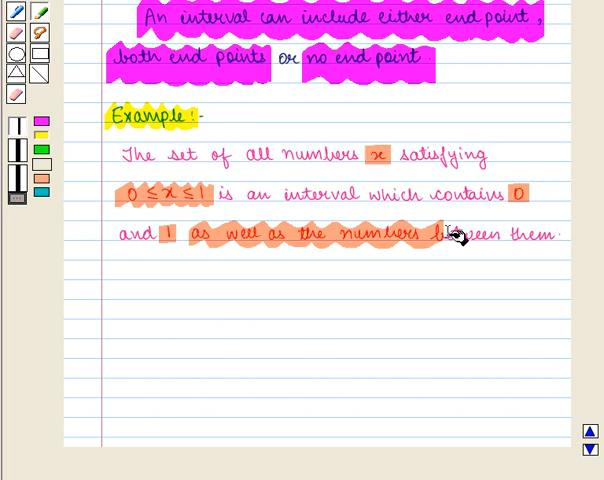 An interval can include either end point,
both end points or no end point.
Example:-
The set of all numbers x satisfying
0 ≤ x ≤ 1 is an interval which contains 0
and 1 as well as the numbers between them.